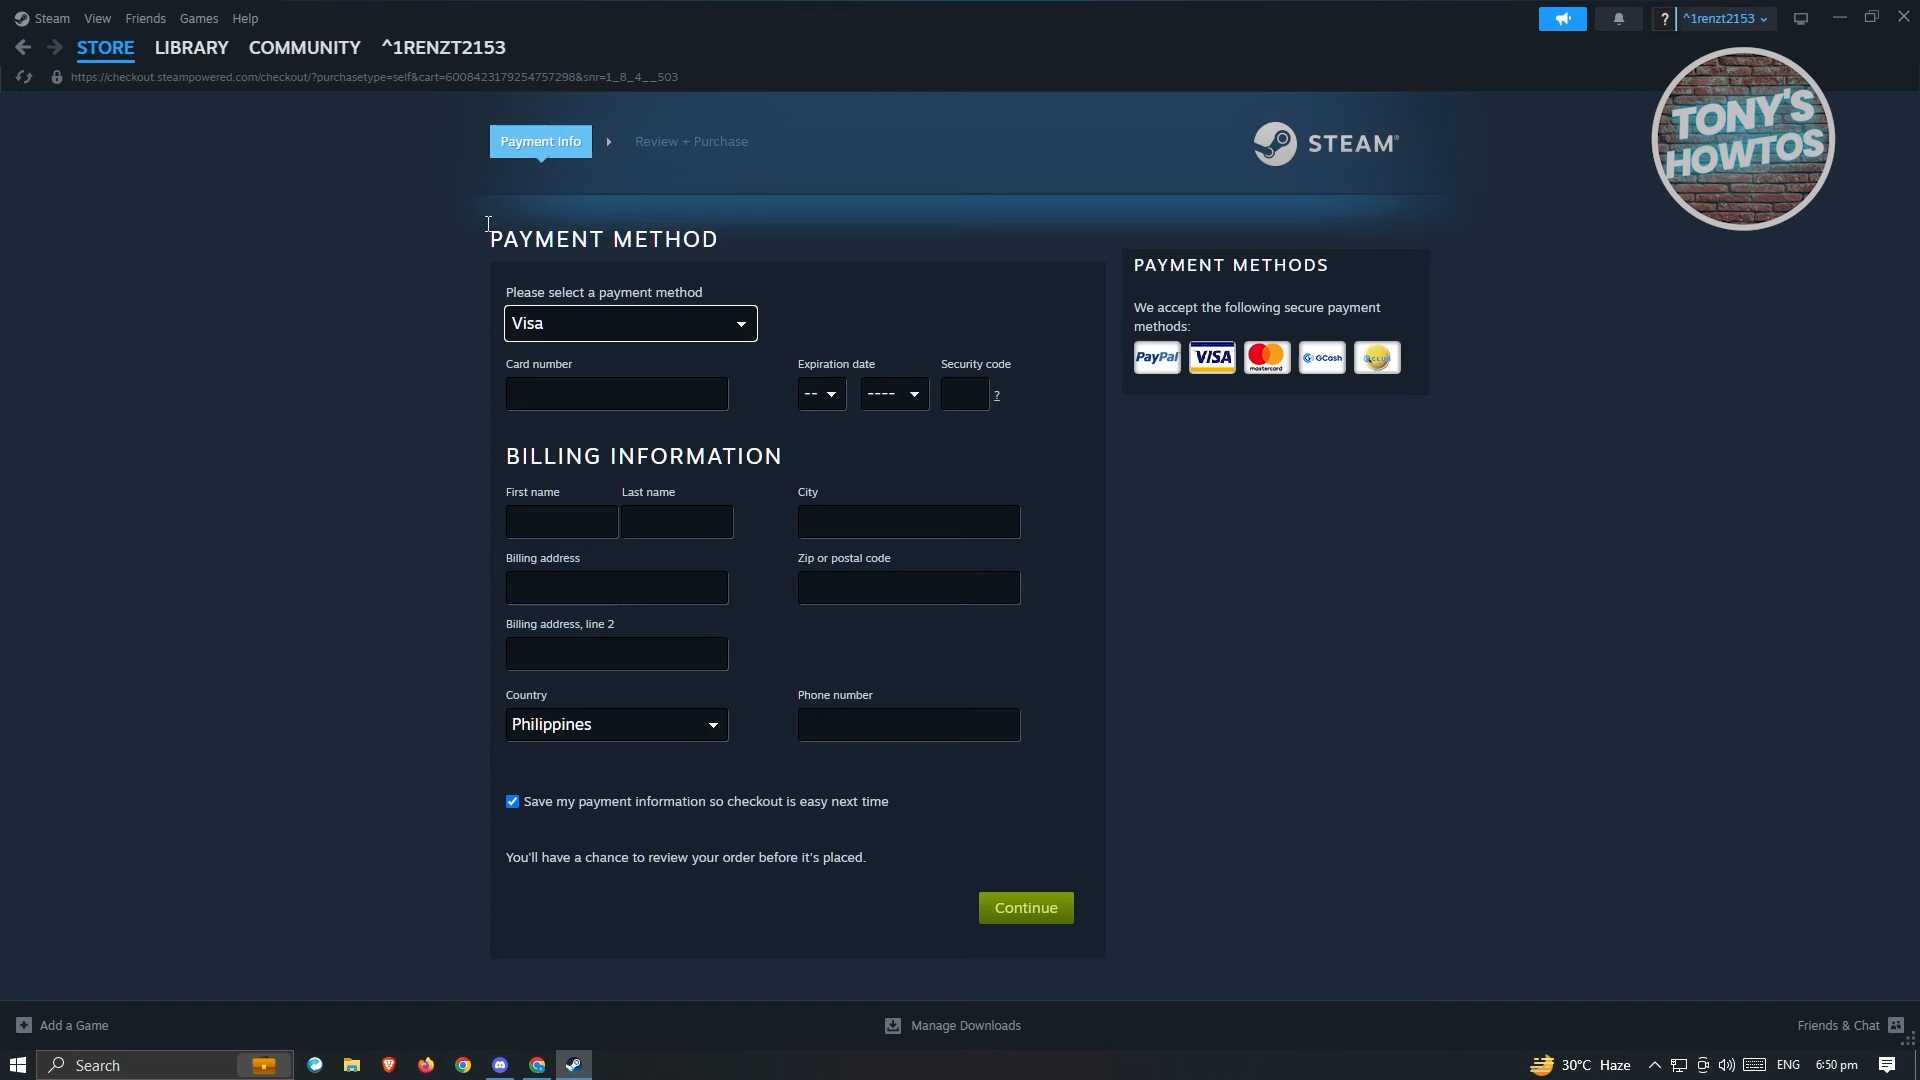 Steam View Friends Games Help
^1renzt2153
STORE LIBRARY COMMUNITY ^1RENZT2153
https://checkout.steampowered.com/checkout/?purchasetype=self&cart=6008423179254757298&snr=1_8_4__503
TONY'S
HOWTOS
Payment Info Review + Purchase
STEAM®
PAYMENT METHOD
PAYMENT METHODS
Please select a payment method
We accept the following secure payment
methods:
Visa
PayPal VISA mastercard GCash
Card number Expiration date Security code
-- ---- ?
BILLING INFORMATION
First name Last name City
Billing address Zip or postal code
Billing address, line 2
Country Phone number
Philippines
Save my payment information so checkout is easy next time
You'll have a chance to review your order before it's placed.
Continue
Add a Game Manage Downloads Friends & Chat
Search 30°C Haze ENG 6:50 pm